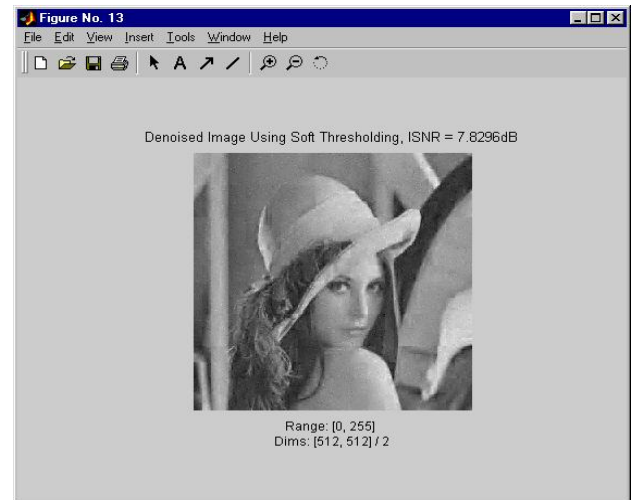 Figure No. 13
File Edit View Insert Tools Window Help
A
Denoised Image Using Soft Thresholding, ISNR = 7.8296dB
Range: [0, 255]
Dims: [512, 512] / 2